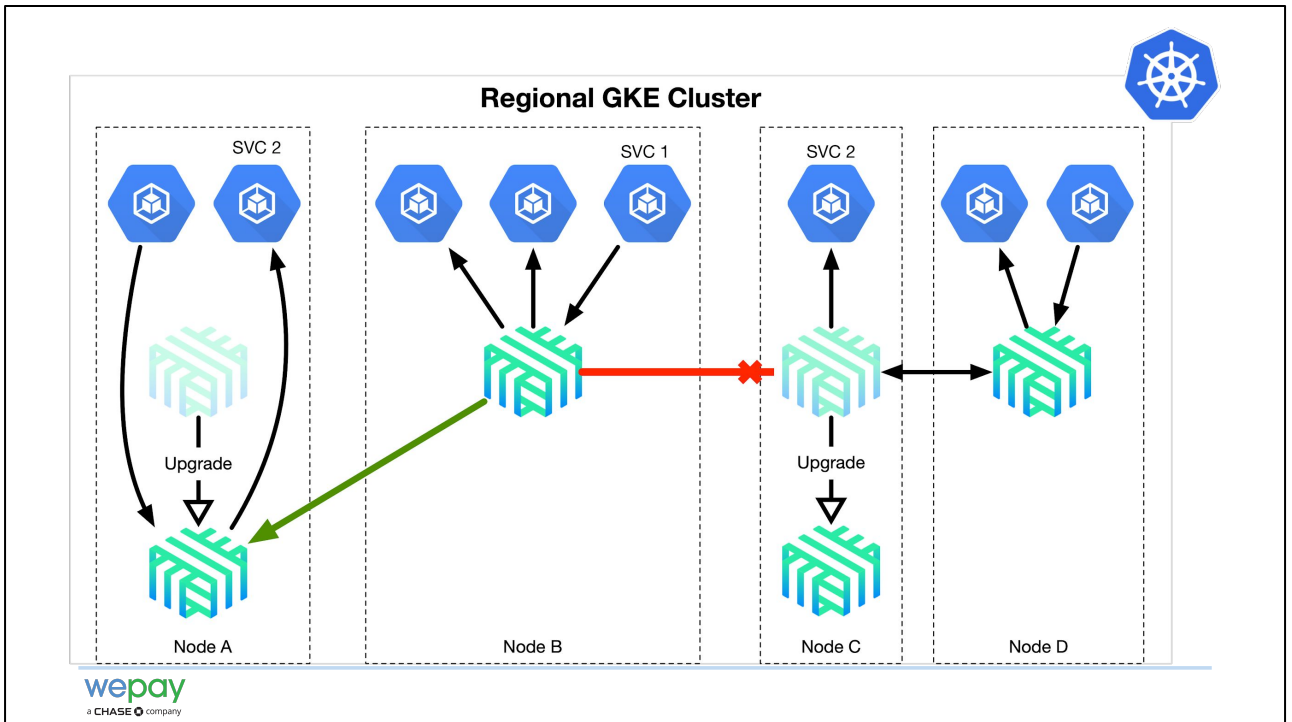 Regional GKE Cluster
SVC 2
SVC 1
SVC 2
Upgrade
Upgrade
Node A
Node B
Node C
Node D
wepay
a CHASE company